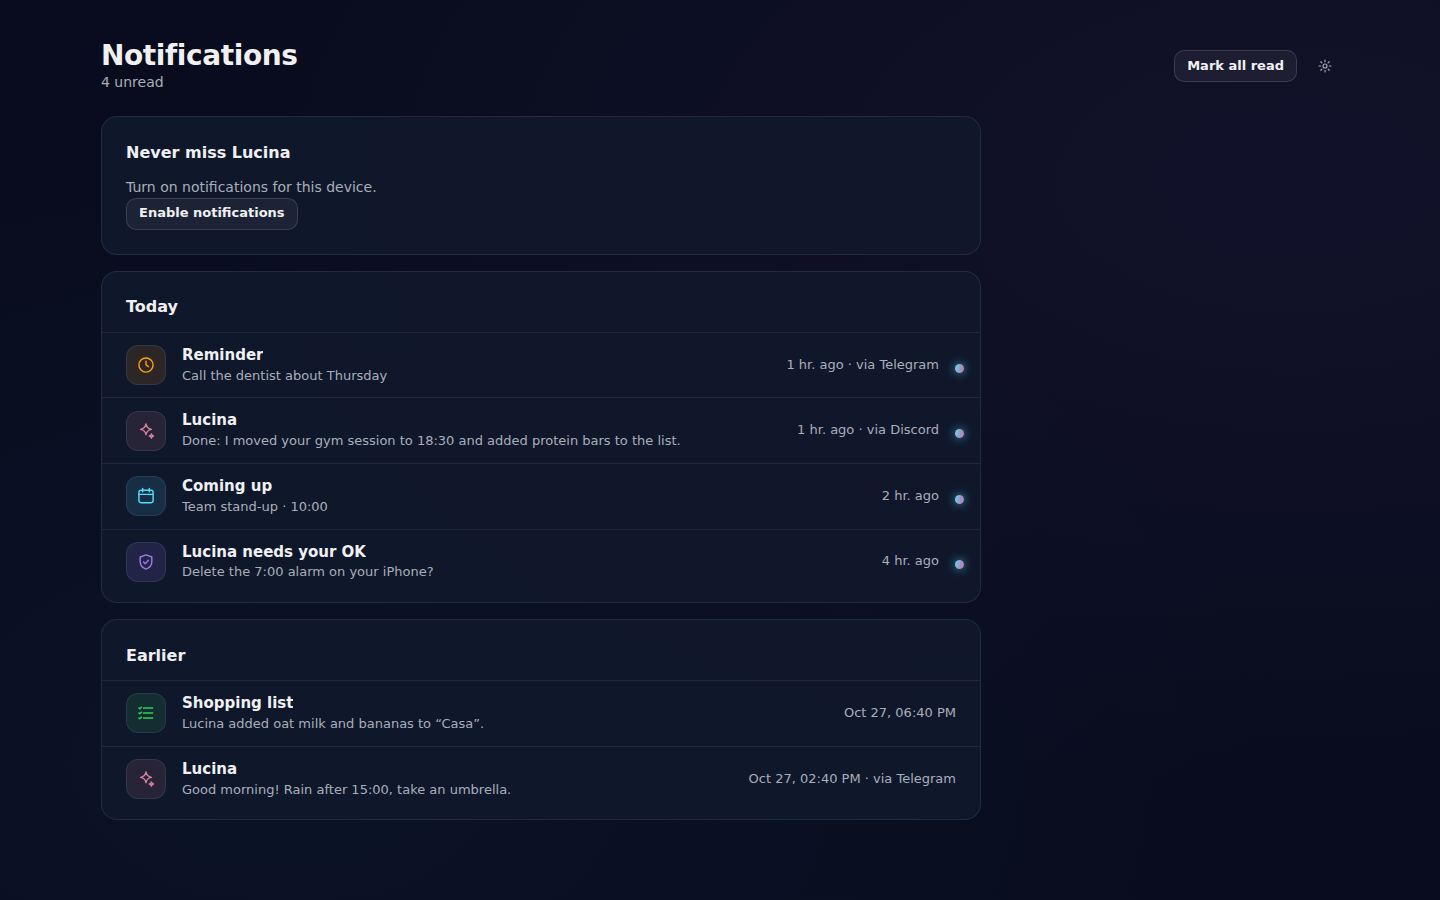 Notifications
4 unread
Mark all read
Never miss Lucina
Turn on notifications for this device.
Enable notifications
Today
Reminder
Call the dentist about Thursday
1 hr. ago · via Telegram
Lucina
Done: I moved your gym session to 18:30 and added protein bars to the list.
1 hr. ago · via Discord
Coming up
Team stand-up · 10:00
2 hr. ago
Lucina needs your OK
Delete the 7:00 alarm on your iPhone?
4 hr. ago
Earlier
Shopping list
Lucina added oat milk and bananas to “Casa”.
Oct 27, 06:40 PM
Lucina
Good morning! Rain after 15:00, take an umbrella.
Oct 27, 02:40 PM · via Telegram